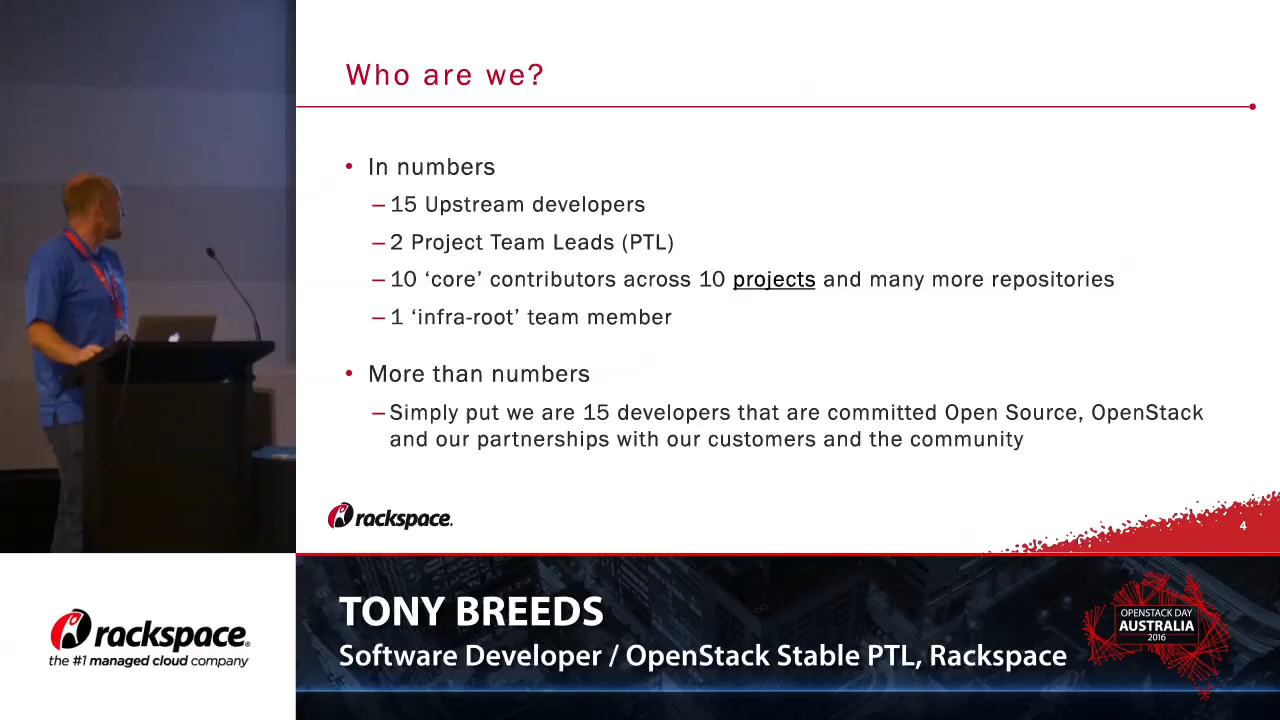 Who are we?
• In numbers
– 15 Upstream developers
– 2 Project Team Leads (PTL)
– 10 ‘core’ contributors across 10 projects and many more repositories
– 1 ‘infra-root’ team member
• More than numbers
– Simply put we are 15 developers that are committed Open Source, OpenStack
and our partnerships with our customers and the community
rackspace.
4
rackspace®
the #1 managed cloud company
TONY BREEDS
Software Developer / OpenStack Stable PTL, Rackspace
OPENSTACK DAY
AUSTRALIA
2016